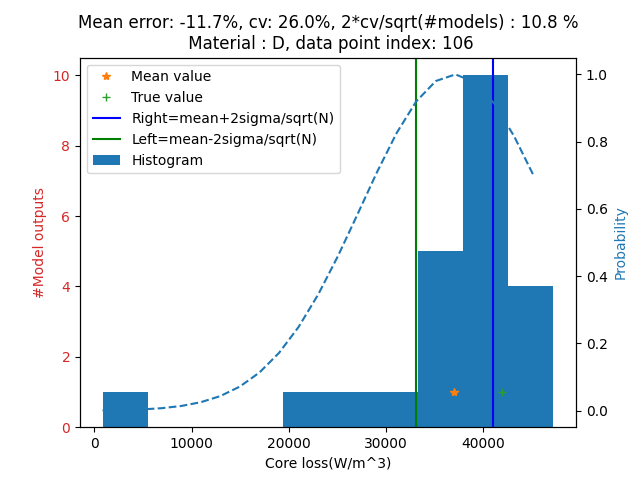 Mean error: -11.7%, cv: 26.0%, 2*cv/sqrt(#models) : 10.8 %
Material : D, data point index: 106
Mean value
True value
Right=mean+2sigma/sqrt(N)
Left=mean-2sigma/sqrt(N)
Histogram
10
8
6
4
2
0
#Model outputs
1.0
0.8
0.6
0.4
0.2
0.0
Probability
0 10000 20000 30000 40000
Core loss(W/m^3)